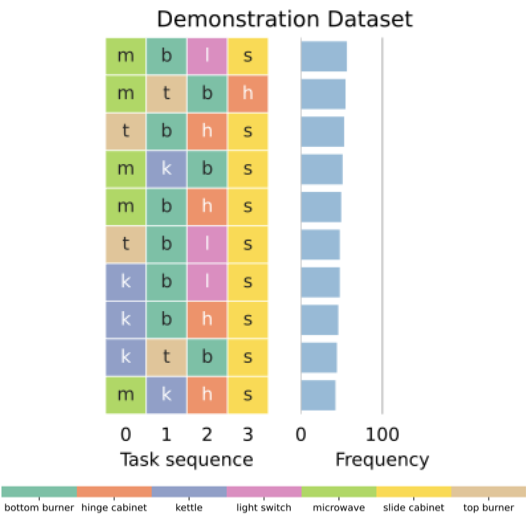 Demonstration Dataset
m b l s
m t b h
t b h s
m k b s
m b h s
t b l s
k b l s
k b h s
k t b s
m k h s
0 1 2 3 0 100
Task sequence Frequency
bottom burner hinge cabinet kettle light switch microwave slide cabinet top burner